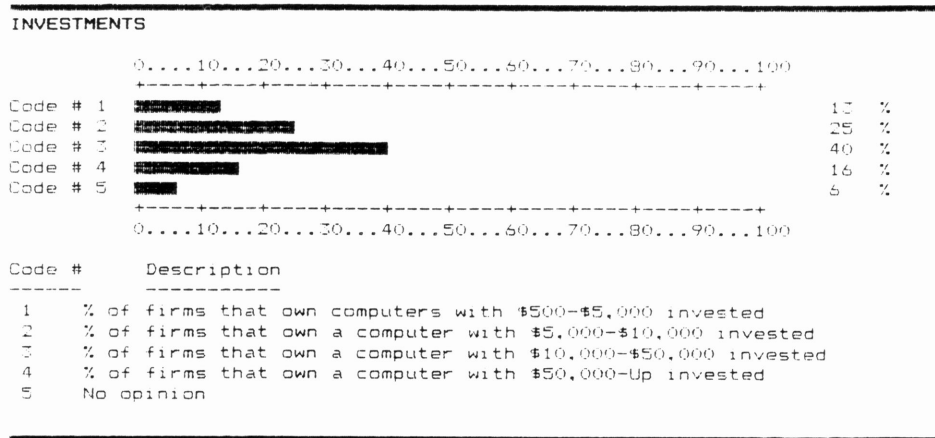 INVESTMENTS
0....10...20...30...40...50...60...70...80...90...100
+----+----+----+----+----+----+----+----+----+----+
Code # 1 13 %
Code # 2 25 %
Code # 3 40 %
Code # 4 16 %
Code # 5 6 %
+----+----+----+----+----+----+----+----+----+----+
0....10...20...30...40...50...60...70...80...90...100
Code # Description
------ -----------
1 % of firms that own computers with $500-$5,000 invested
2 % of firms that own a computer with $5,000-$10,000 invested
3 % of firms that own a computer with $10,000-$50,000 invested
4 % of firms that own a computer with $50,000-Up invested
5 No opinion